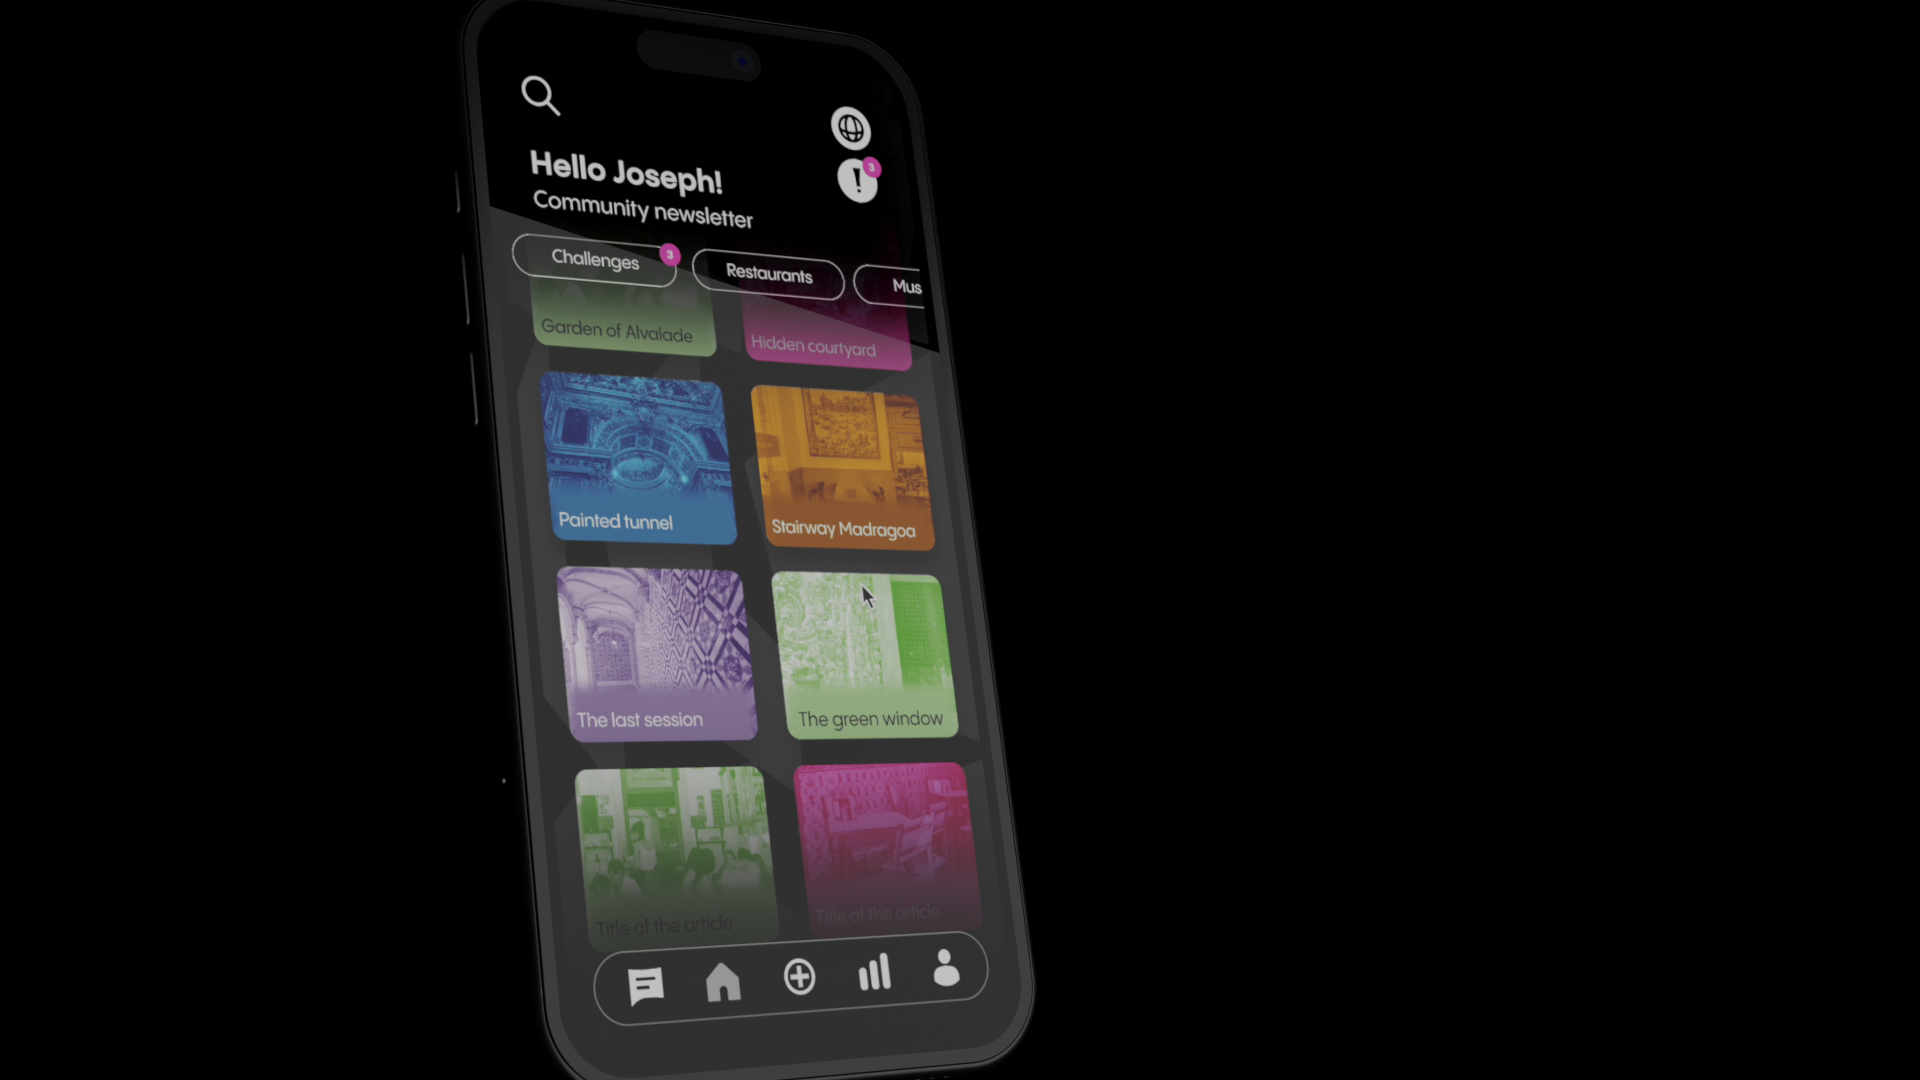 Hello Joseph!
3
Community newsletter
Challenges
3
Restaurants
Mus
Garden of Alvalade
Hidden courtyard
Painted tunnel
Stairway Madragoa
The last session
The green window
Title of the article
Title of the article